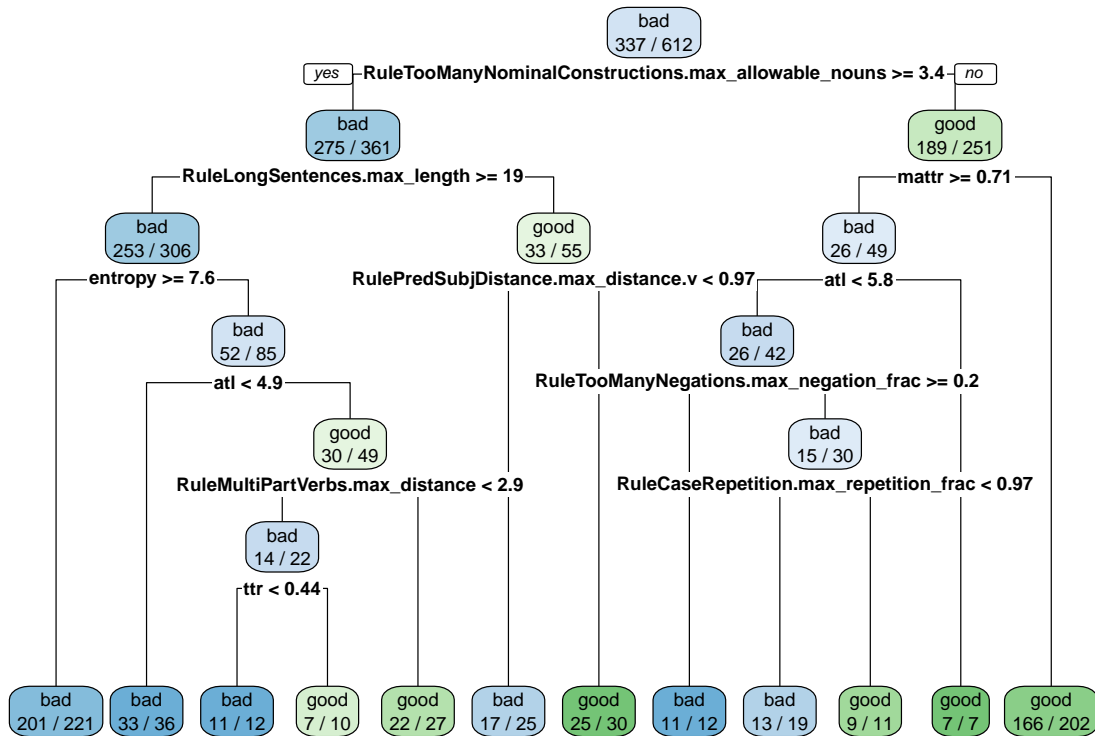 bad
337 / 612
yes RuleTooManyNominalConstructions.max_allowable_nouns >= 3.4 no
bad
275 / 361
good
189 / 251
RuleLongSentences.max_length >= 19
mattr >= 0.71
bad
253 / 306
good
33 / 55
bad
26 / 49
entropy >= 7.6
RulePredSubjDistance.max_distance.v < 0.97
atl < 5.8
bad
52 / 85
bad
26 / 42
atl < 4.9
RuleTooManyNegations.max_negation_frac >= 0.2
good
30 / 49
bad
15 / 30
RuleMultiPartVerbs.max_distance < 2.9
RuleCaseRepetition.max_repetition_frac < 0.97
bad
14 / 22
ttr < 0.44
bad
201 / 221
bad
33 / 36
bad
11 / 12
good
7 / 10
good
22 / 27
bad
17 / 25
good
25 / 30
bad
11 / 12
bad
13 / 19
good
9 / 11
good
7 / 7
good
166 / 202